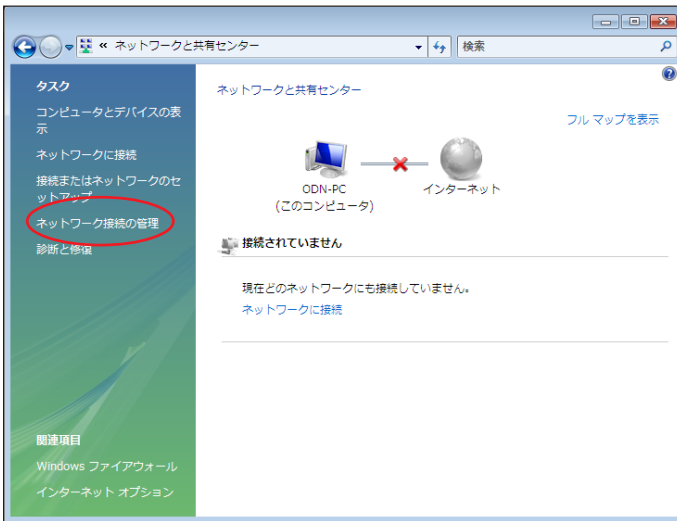 « ネットワークと共有センター
検索
タスク
コンピュータとデバイスの表
示
ネットワークに接続
接続またはネットワークのセ
ットアップ
ネットワーク接続の管理
診断と修復
関連項目
Windows ファイアウォール
インターネット オプション
ネットワークと共有センター
フル マップを表示
ODN-PC
(このコンピュータ)
インターネット
接続されていません
現在どのネットワークにも接続していません。
ネットワークに接続